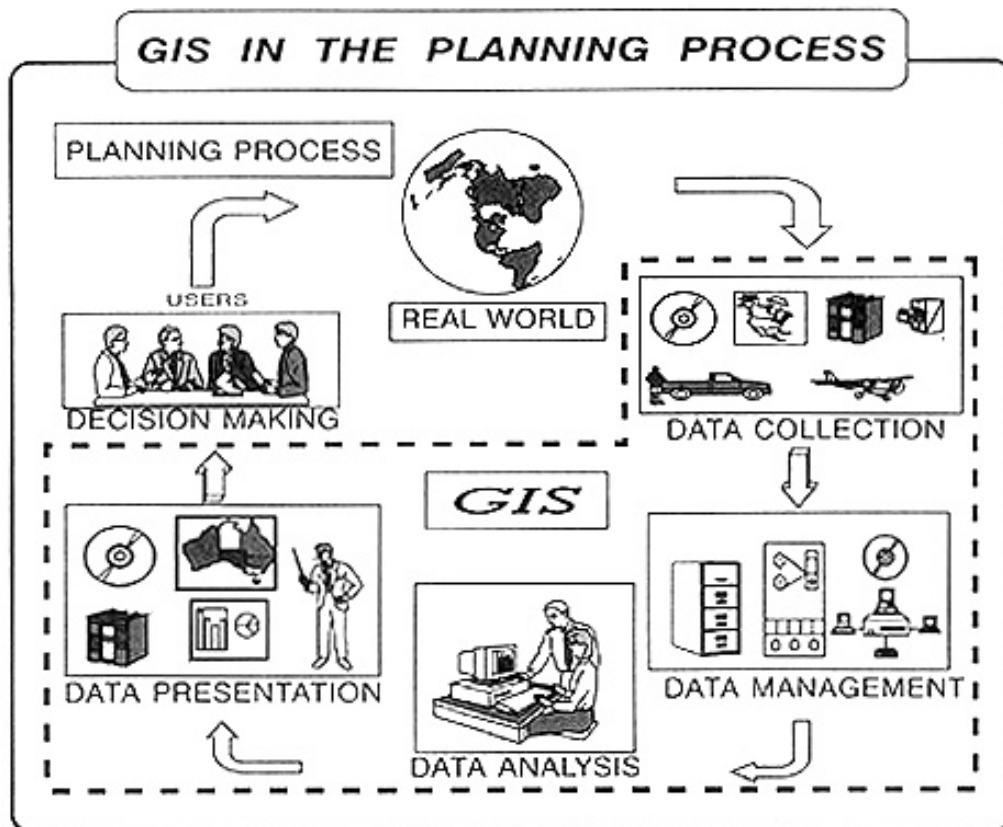 GIS IN THE PLANNING PROCESS
PLANNING PROCESS
REAL WORLD
USERS
DECISION MAKING
DATA COLLECTION
GIS
DATA PRESENTATION
DATA MANAGEMENT
DATA ANALYSIS